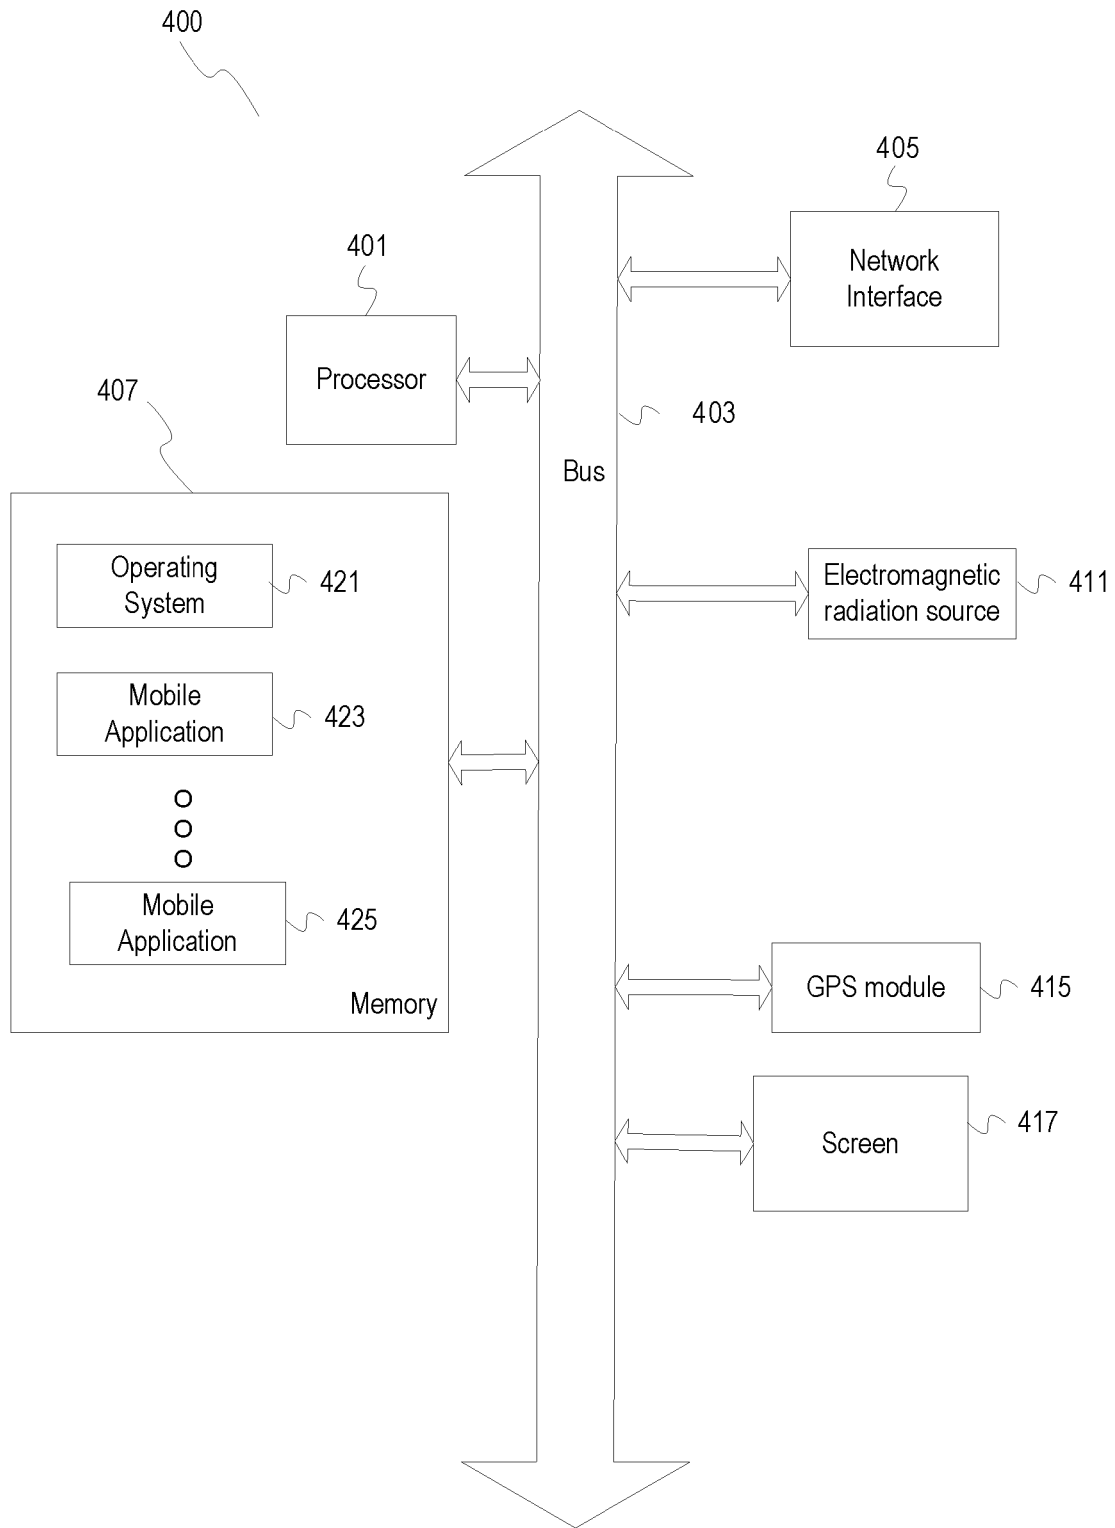 400
405
Network
Interface
401
Processor
407
403
Bus
Operating
System
421
Electromagnetic
radiation source
411
Mobile
Application
423
Mobile
Application
425
Memory
GPS module
415
Screen
417